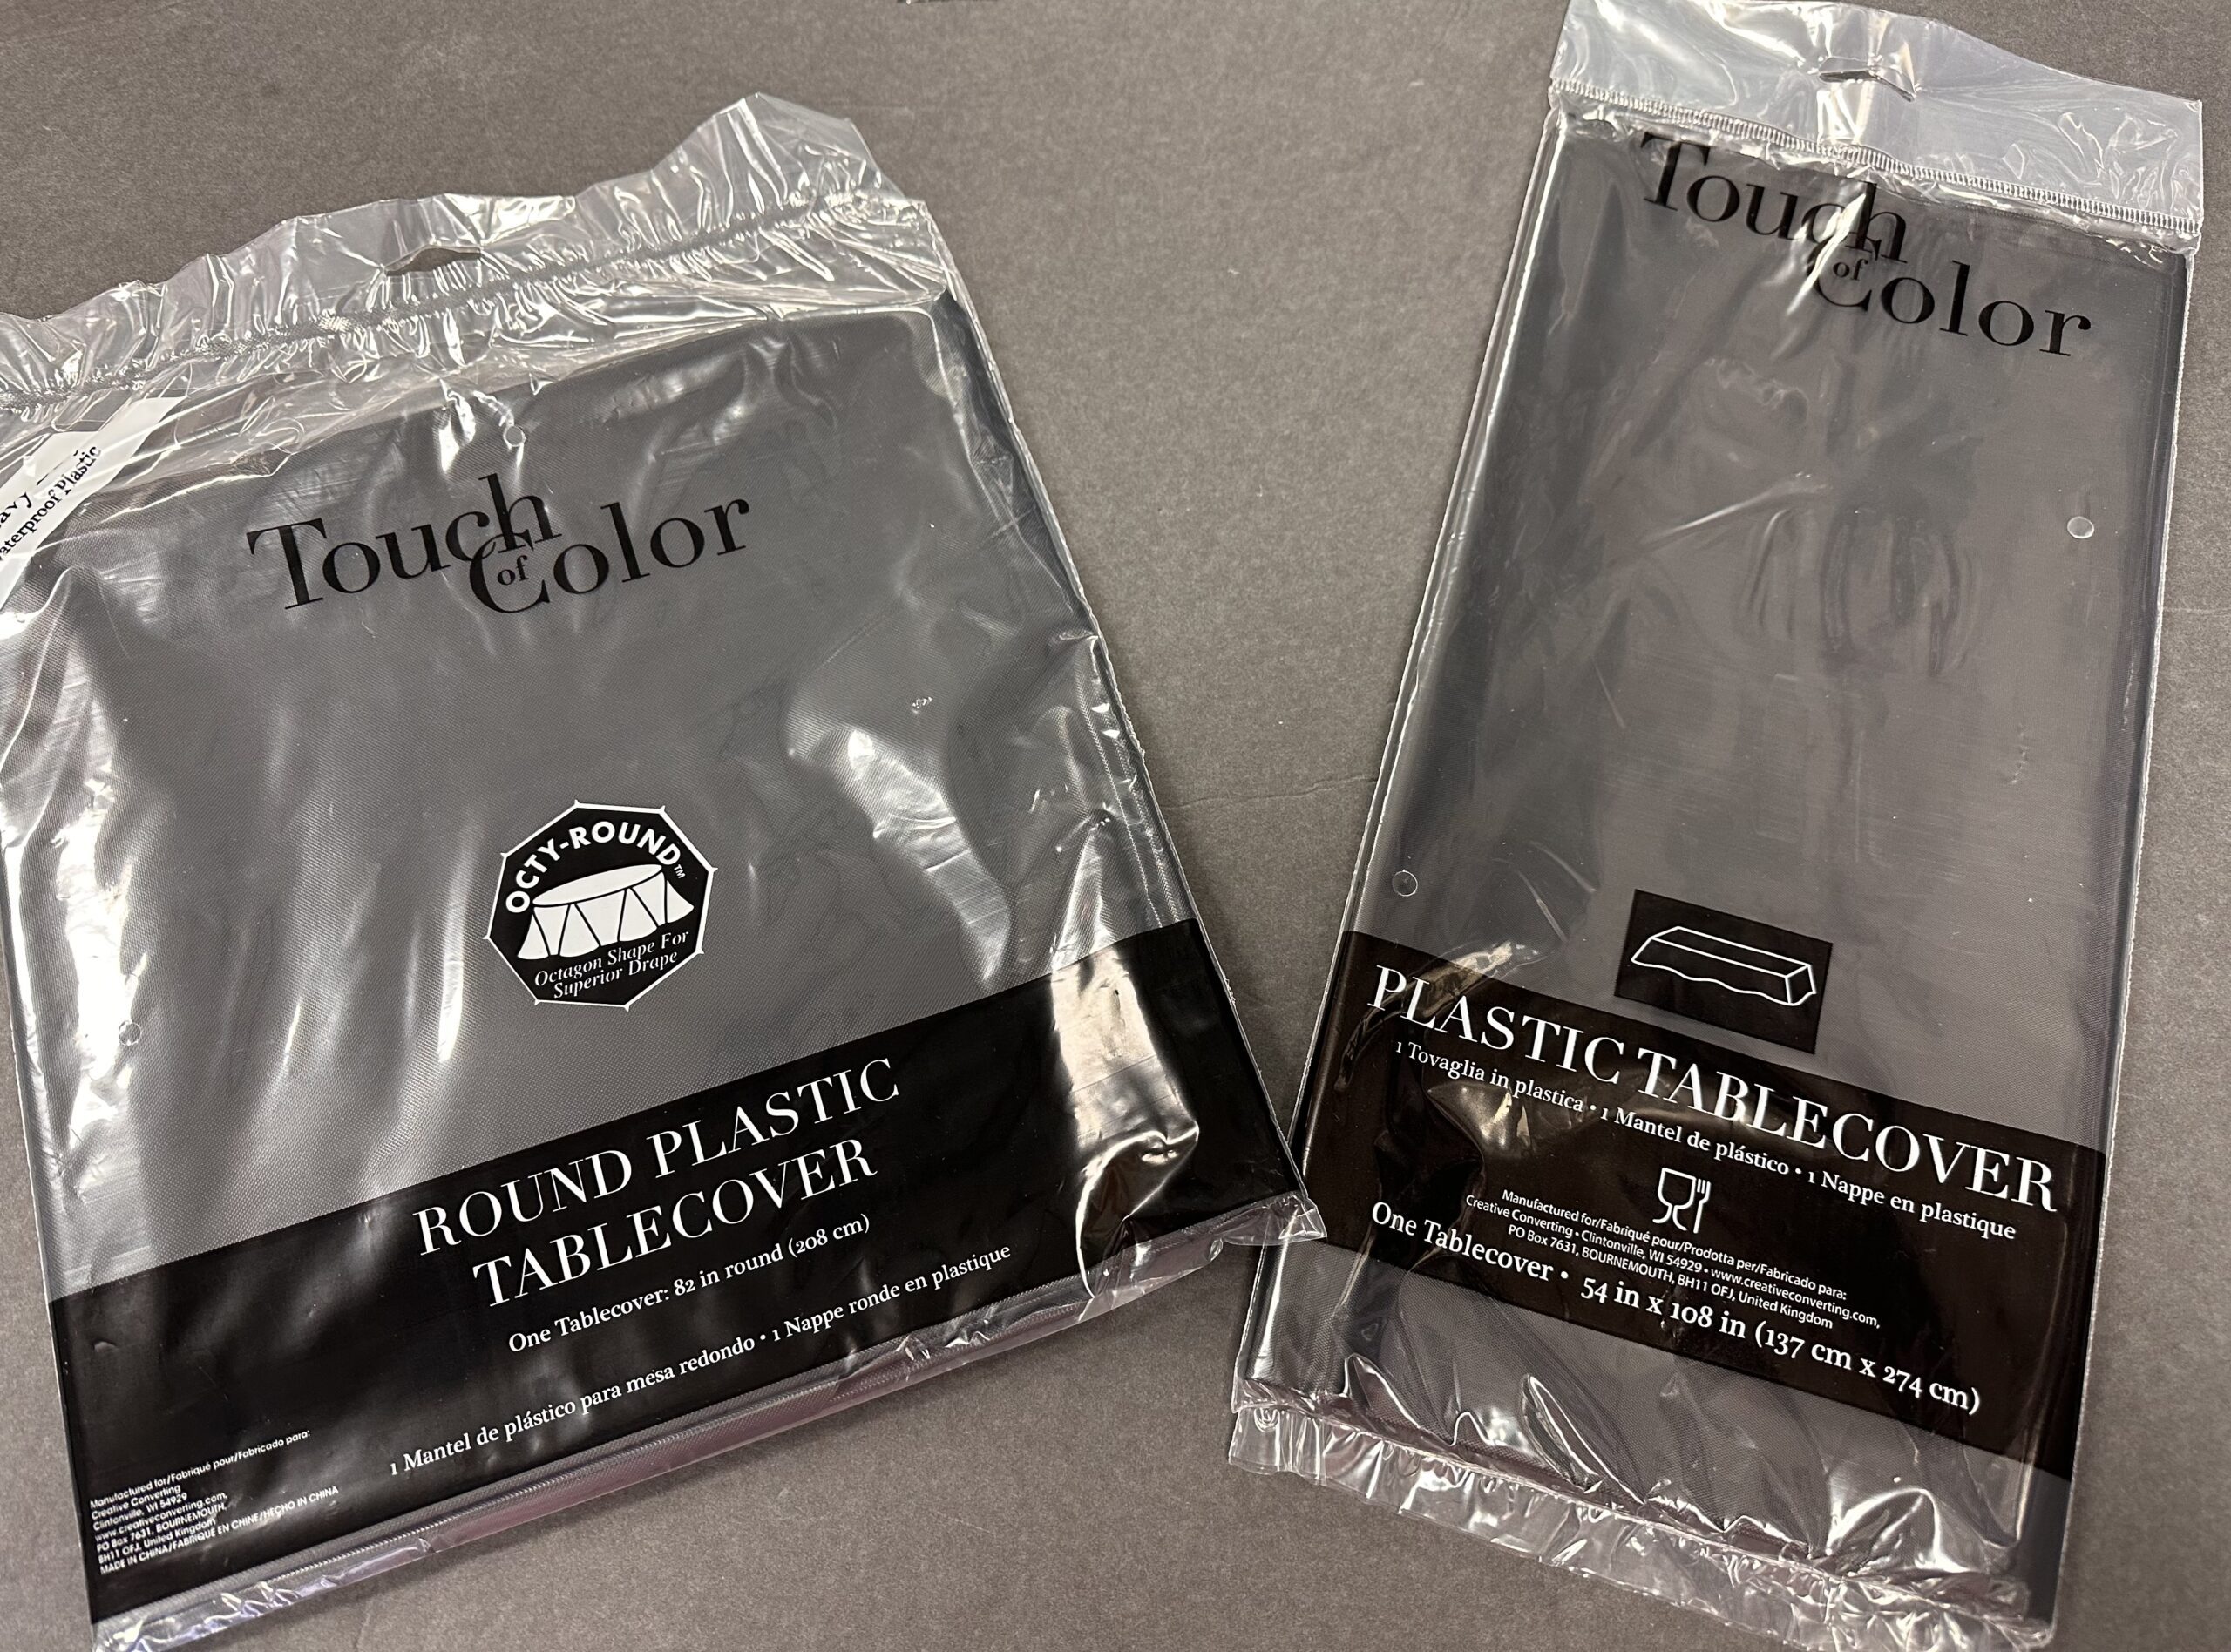 Waterproof Plastic
Touch
of
Color
OCTY-ROUND™
Octagon Shape For
Superior Drape
ROUND PLASTIC
TABLECOVER
One Tablecover: 82 in round (208 cm)
1 Mantel de plástico para mesa redondo • 1 Nappe ronde en plastique
Manufactured for/Fabriqué pour/Fabricado para:
Creative Converting
Clintonville, WI 54929
www.creativeconverting.com,
PO Box 7631, BOURNEMOUTH,
BH11 OFJ, United Kingdom
MADE IN CHINA/FABRIQUÉ EN CHINE/HECHO IN CHINA
Touch
of
Color
PLASTIC TABLECOVER
1 Tovaglia in plastica • 1 Mantel de plástico • 1 Nappe en plastique
Manufactured for/Fabriqué pour/Prodotta per/Fabricado para:
Creative Converting • Clintonville, WI 54929 • www.creativeconverting.com,
PO Box 7631, BOURNEMOUTH, BH11 OFJ, United Kingdom
One Tablecover • 54 in x 108 in (137 cm x 274 cm)